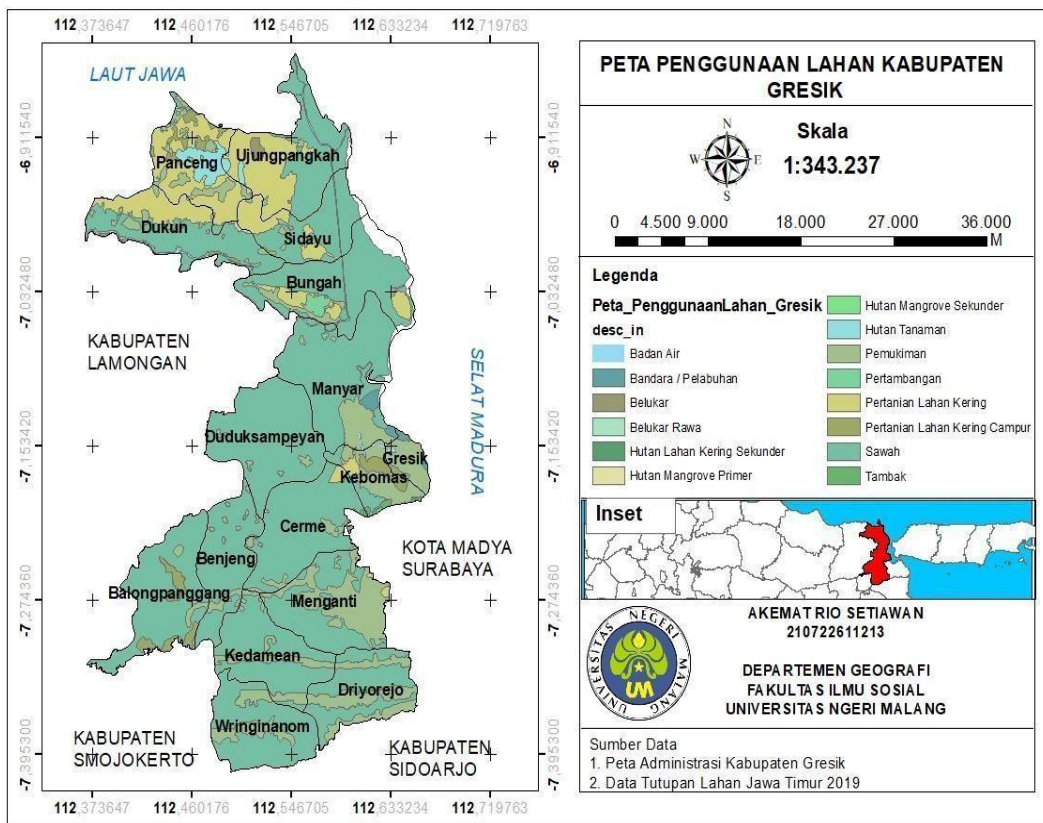 112,373647 112,460176 112,546705 112,633234 112,719763
-6,911540 -7,032480 -7,153420 -7,274360 -7,395300
LAUT JAWA
Panceng
Ujungpangkah
Dukun
Sidayu
Bungah
KABUPATEN
LAMONGAN
SELAT MADURA
Manyar
Duduksampeyan
Gresik
Kebomas
Cerme
KOTA MADYA
SURABAYA
Benjeng
Balongpanggang
Menganti
Kedamean
Driyorejo
Wringinanom
KABUPATEN
SMOJOKERTO
KABUPATEN
SIDOARJO
-6,911540 -7,032480 -7,153420 -7,274360 -7,395300
112,373647 112,460176 112,546705 112,633234 112,719763
PETA PENGGUNAAN LAHAN KABUPATEN
GRESIK
N
W E
S
Skala
1:343.237
0 4.500 9.000 18.000 27.000 36.000
M
Legenda
Peta_PenggunaanLahan_Gresik
desc_in
Badan Air
Bandara / Pelabuhan
Belukar
Belukar Rawa
Hutan Lahan Kering Sekunder
Hutan Mangrove Primer
Hutan Mangrove Sekunder
Hutan Tanaman
Pemukiman
Pertambangan
Pertanian Lahan Kering
Pertanian Lahan Kering Campur
Sawah
Tambak
Inset
UNIVERSITAS NEGERI MALANG
UM
AKEMAT RIO SETIAWAN
210722611213
DEPARTEMEN GEOGRAFI
FAKULTAS ILMU SOSIAL
UNIVERSITAS NGERI MALANG
Sumber Data
1. Peta Administrasi Kabupaten Gresik
2. Data Tutupan Lahan Jawa Timur 2019